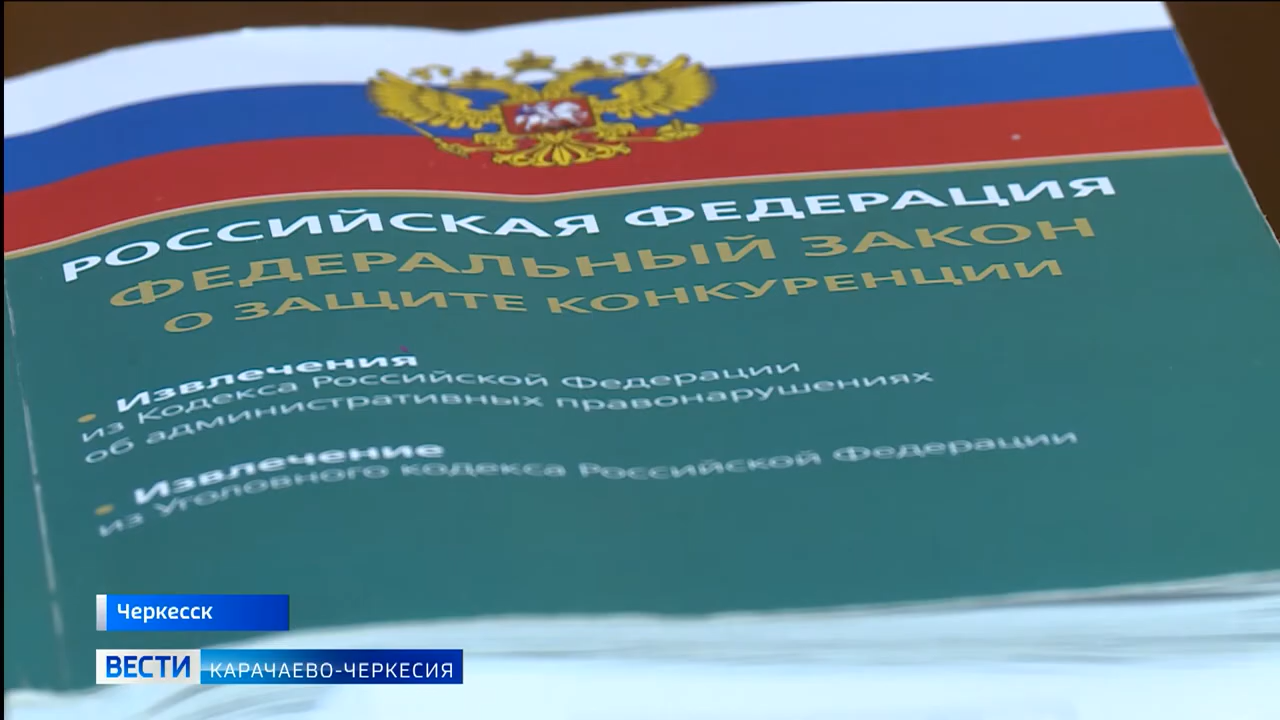 РОССИЙСКАЯ ФЕДЕРАЦИЯ
ФЕДЕРАЛЬНЫЙ ЗАКОН
О ЗАЩИТЕ КОНКУРЕНЦИИ
• Извлечения
из Кодекса Российской Федерации
об административных правонарушениях
• Извлечение
из Уголовного кодекса Российской Федерации
Черкесск
ВЕСТИ КАРАЧАЕВО-ЧЕРКЕСИЯ